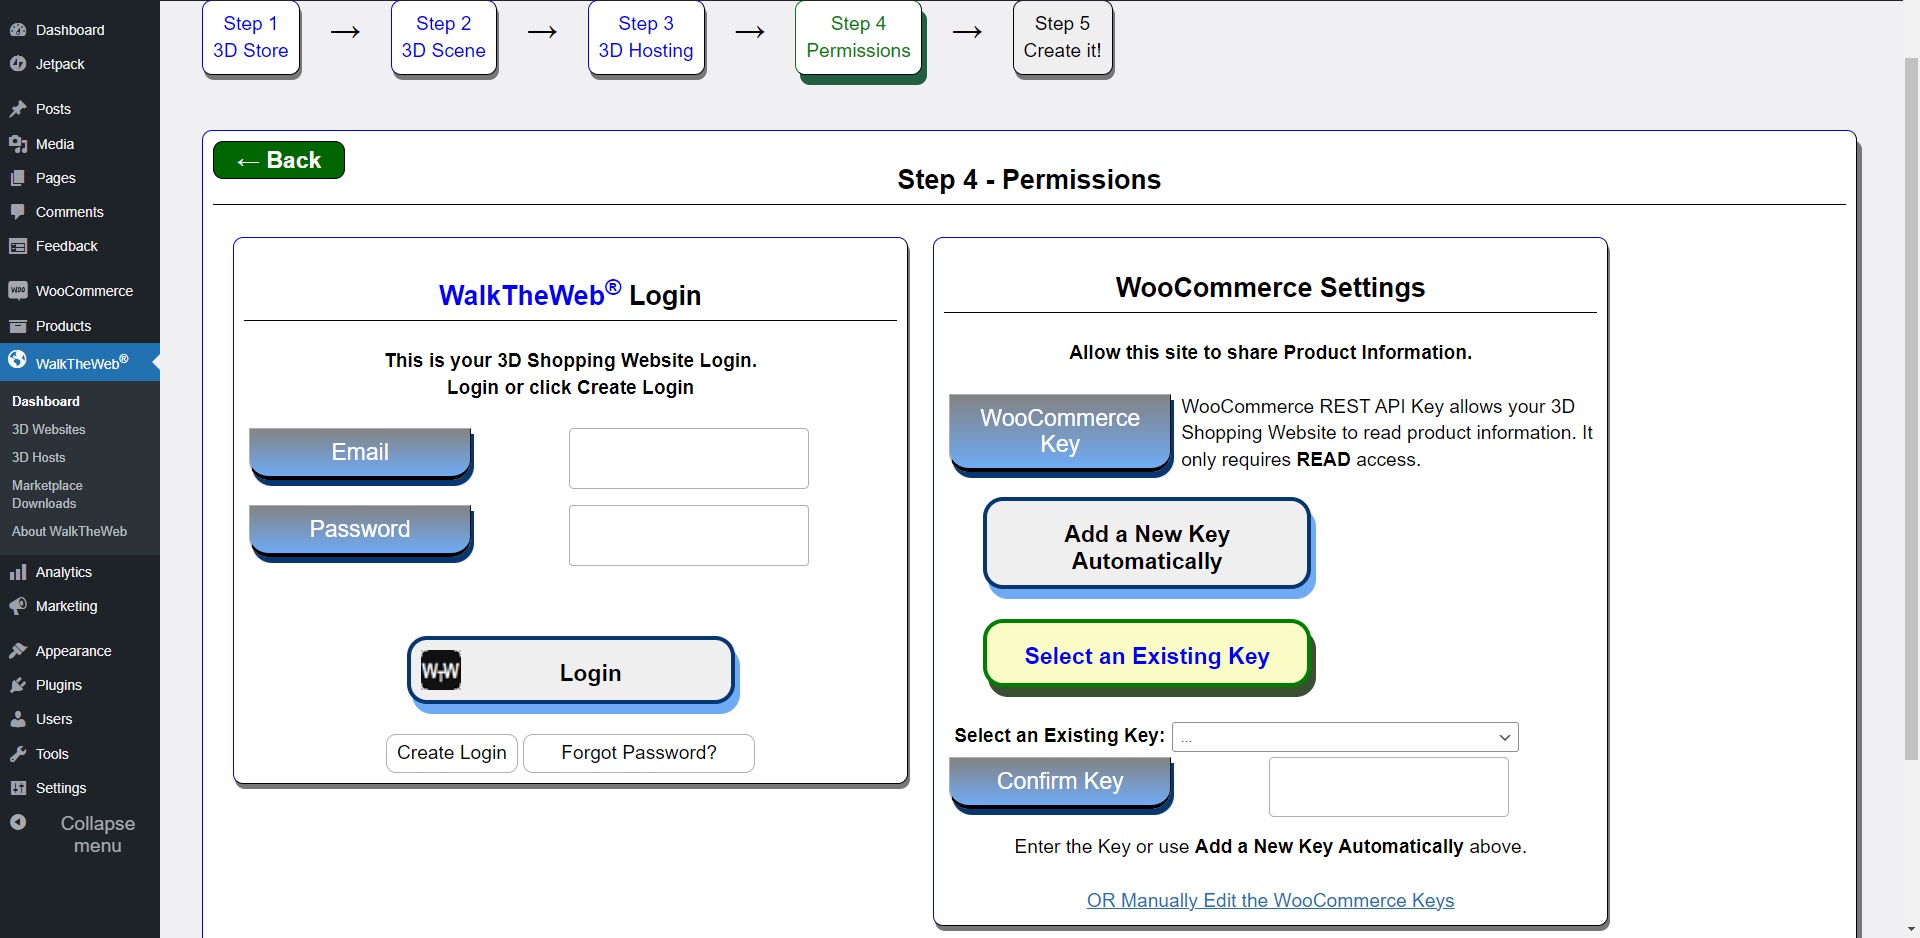 Dashboard
Jetpack
Posts
Media
Pages
Comments
Feedback
WooCommerce
Products
WalkTheWeb®
Dashboard
3D Websites
3D Hosts
Marketplace
Downloads
About WalkTheWeb
Analytics
Marketing
Appearance
Plugins
Users
Tools
Settings
Collapse
menu
Step 1
3D Store
→
Step 2
3D Scene
→
Step 3
3D Hosting
→
Step 4
Permissions
→
Step 5
Create it!
← Back
Step 4 - Permissions
WalkTheWeb® Login
This is your 3D Shopping Website Login.
Login or click Create Login
Email
Password
WTW
Login
Create Login
Forgot Password?
WooCommerce Settings
Allow this site to share Product Information.
WooCommerce
Key
WooCommerce REST API Key allows your 3D
Shopping Website to read product information. It
only requires READ access.
Add a New Key
Automatically
Select an Existing Key
Select an Existing Key: ...
Confirm Key
Enter the Key or use Add a New Key Automatically above.
OR Manually Edit the WooCommerce Keys